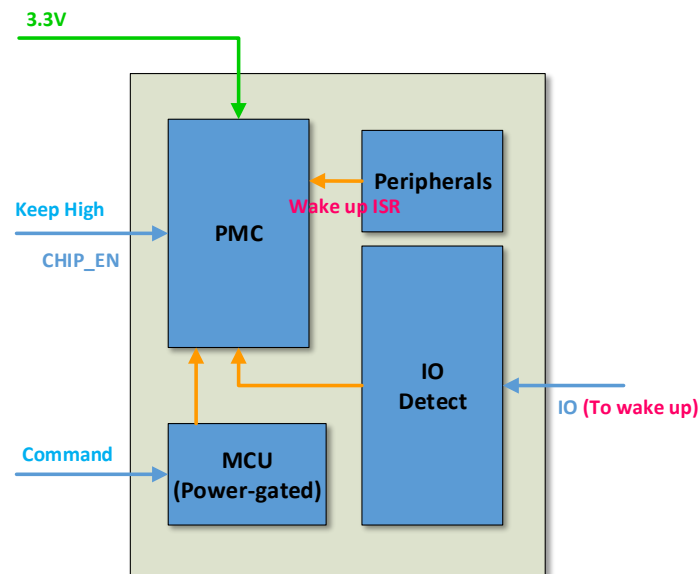 3.3V
Peripherals
Wake up ISR
Keep High
PMC
CHIP_EN
IO
Detect
IO (To wake up)
Command
MCU
(Power-gated)